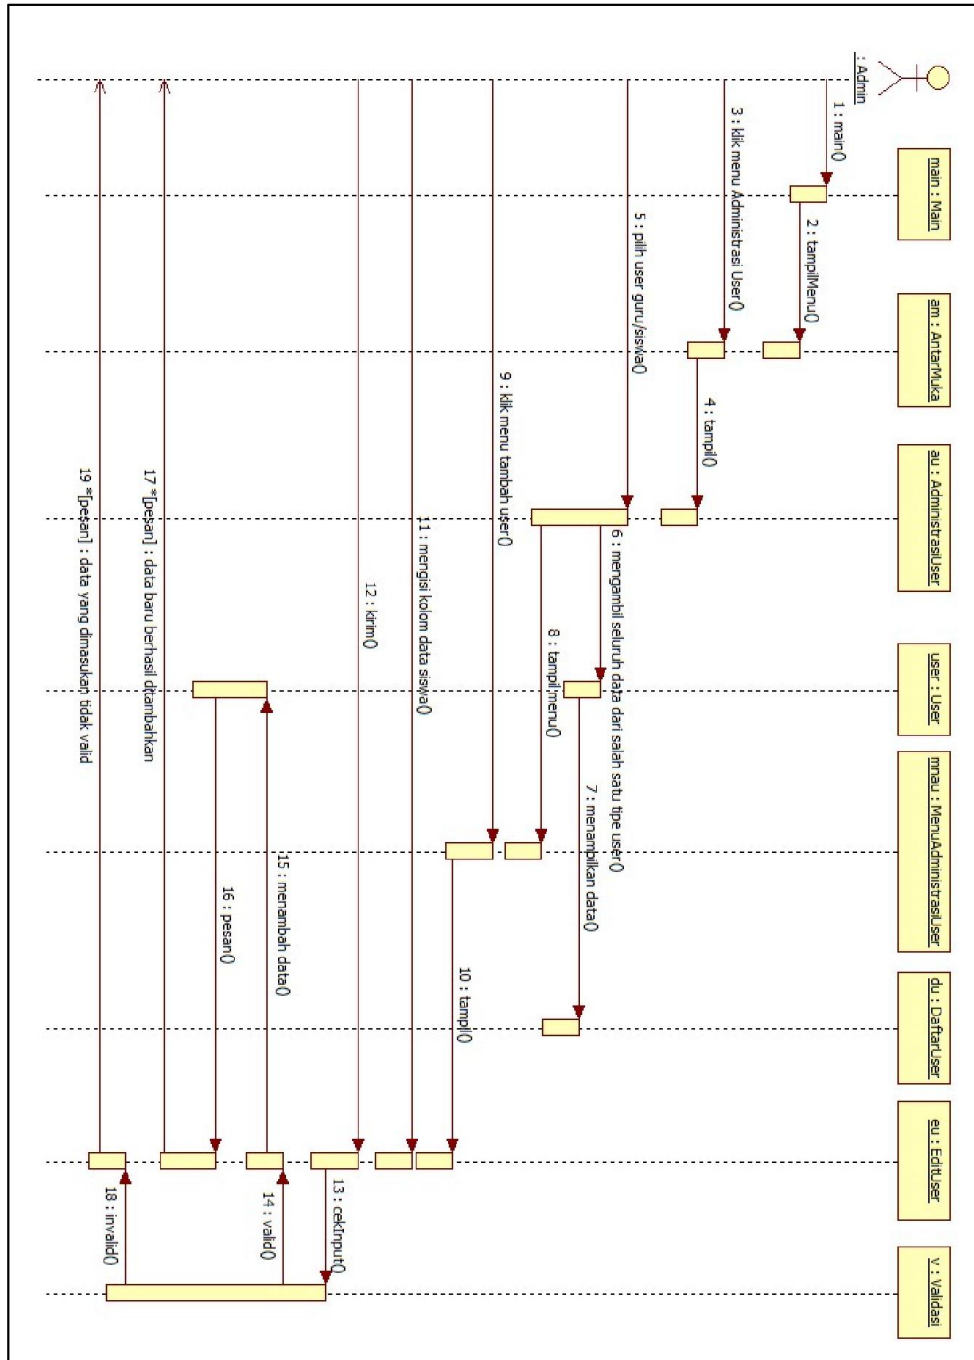 : Admin
main : Main
am : AntarMuka
au : AdministrasiUser
user : User
mnau : MenuAdministrasiUser
du : DaftarUser
eu : EditUser
v : Validasi
1 : main()
2 : tampilMenu()
3 : klik menu Administrasi User()
4 : tampil()
5 : pilih user guru/siswa()
6 : mengambil seluruh data dari salah satu tipe user()
7 : menampilkan data()
8 : tampil menu()
9 : klik menu tambah user()
10 : tampil()
11 : mengisi kolom data siswa()
12 : kirim()
13 : cekInput()
14 : valid()
15 : menambah data()
16 : pesan()
17 *[pesan] : data baru berhasil ditambahkan
18 : invalid()
19 *[pesan] : data yang dimasukan tidak valid